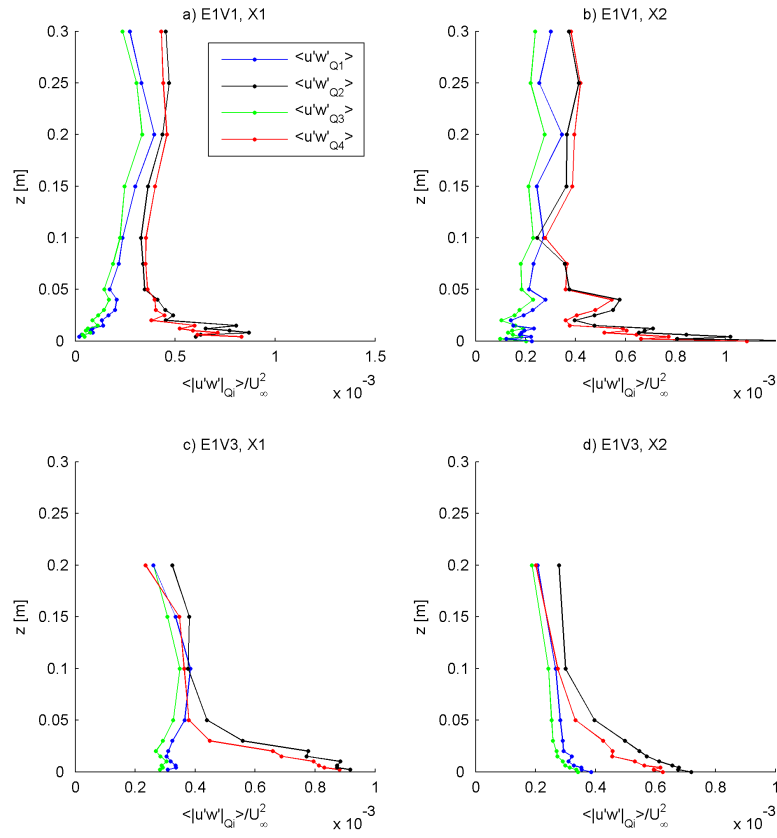 a) E1V1, X1
0.3
0.25
0.2
0.15
0.1
0.05
0
z [m]
0
0.5
1
1.5
<|u'w'|Qi>/U∞2
x 10-3
<u'w'Q1>
<u'w'Q2>
<u'w'Q3>
<u'w'Q4>
b) E1V1, X2
0.3
0.25
0.2
0.15
0.1
0.05
0
z [m]
0
0.2
0.4
0.6
0.8
1
<|u'w'|Qi>/U∞2
x 10-3
c) E1V3, X1
0.3
0.25
0.2
0.15
0.1
0.05
0
z [m]
0
0.2
0.4
0.6
0.8
1
<|u'w'|Qi>/U∞2
x 10-3
d) E1V3, X2
0.3
0.25
0.2
0.15
0.1
0.05
0
z [m]
0
0.2
0.4
0.6
0.8
1
<|u'w'|Qi>/U∞2
x 10-3